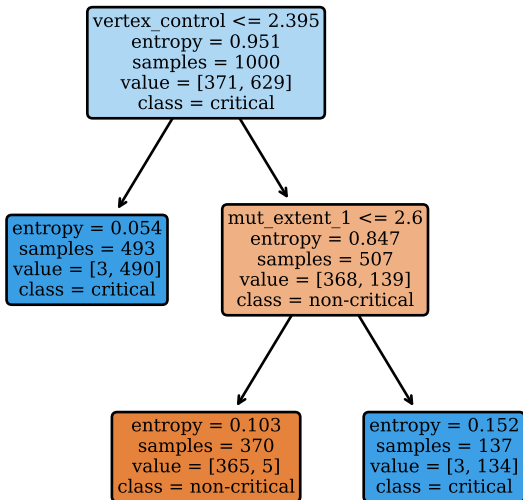 vertex_control <= 2.395
entropy = 0.951
samples = 1000
value = [371, 629]
class = critical
entropy = 0.054
samples = 493
value = [3, 490]
class = critical
mut_extent_1 <= 2.6
entropy = 0.847
samples = 507
value = [368, 139]
class = non-critical
entropy = 0.103
samples = 370
value = [365, 5]
class = non-critical
entropy = 0.152
samples = 137
value = [3, 134]
class = critical